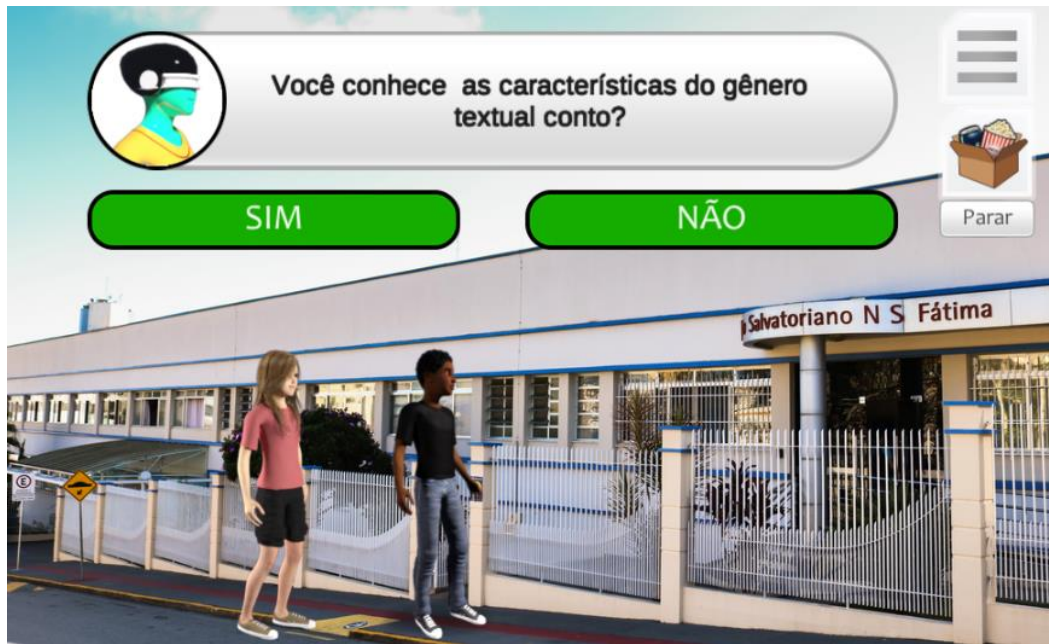 Você conhece as características do gênero
textual conto?
SIM
NÃO
Parar
Salvatoriano N S Fátima
E